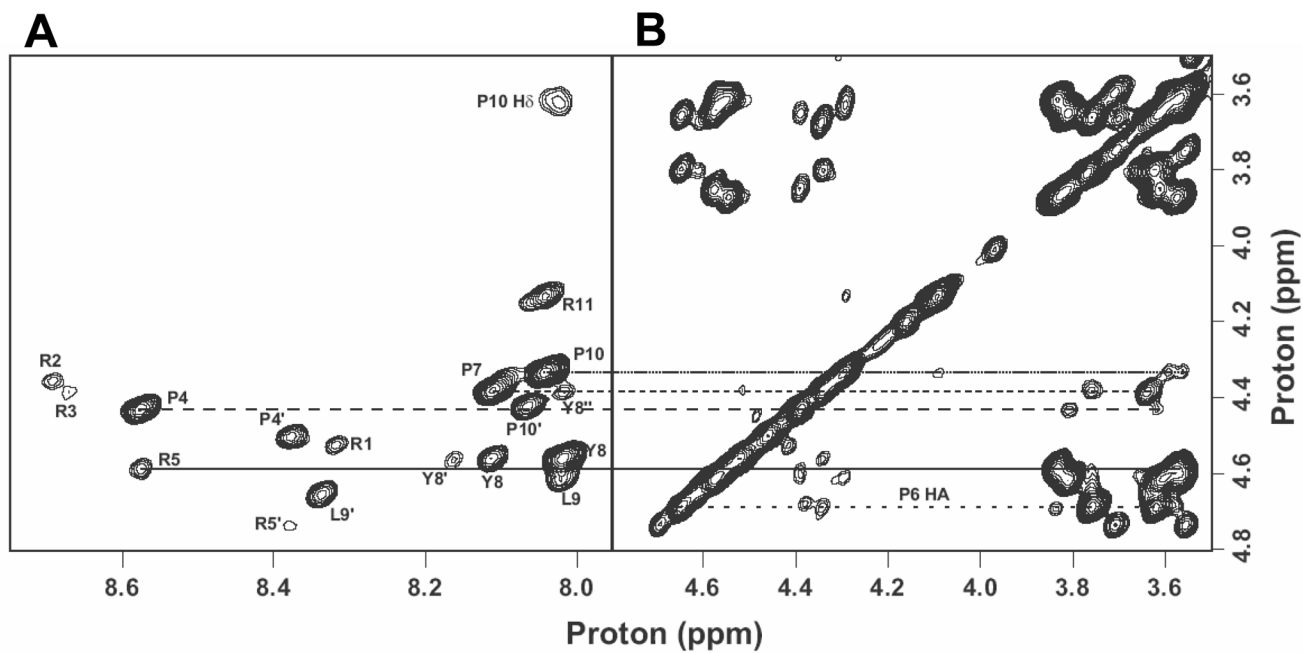 A
B
P10 Hδ
3.6
3.8
4.0
R11
4.2
P10
P7
R2
R3
P4
4.4
Y8''
P10'
P4'
R1
R5
Y8'
Y8
Y8
L9
4.6
P6 HA
L9'
R5'
4.8
8.6
8.4
8.2
8.0
4.6
4.4
4.2
4.0
3.8
3.6
Proton (ppm)
Proton (ppm)